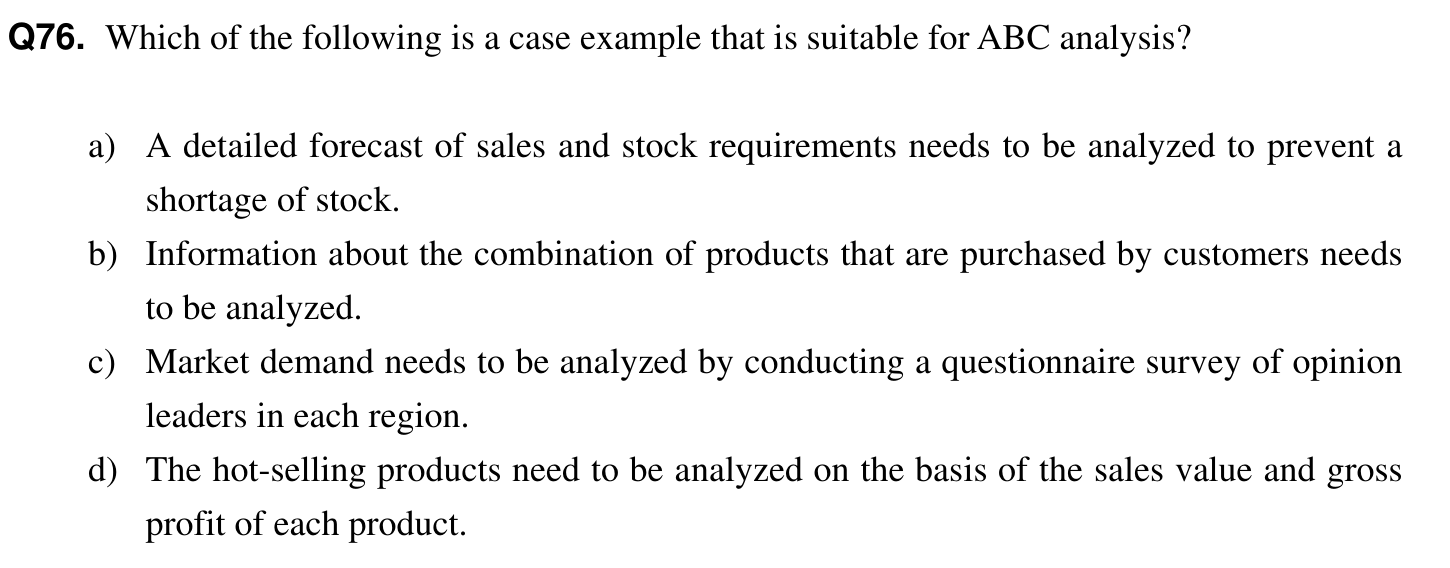 Q76. Which of the following is a case example that is suitable for ABC analysis?
a) A detailed forecast of sales and stock requirements needs to be analyzed to prevent a
shortage of stock.
b) Information about the combination of products that are purchased by customers needs
to be analyzed.
c) Market demand needs to be analyzed by conducting a questionnaire survey of opinion
leaders in each region.
d) The hot-selling products need to be analyzed on the basis of the sales value and gross
profit of each product.